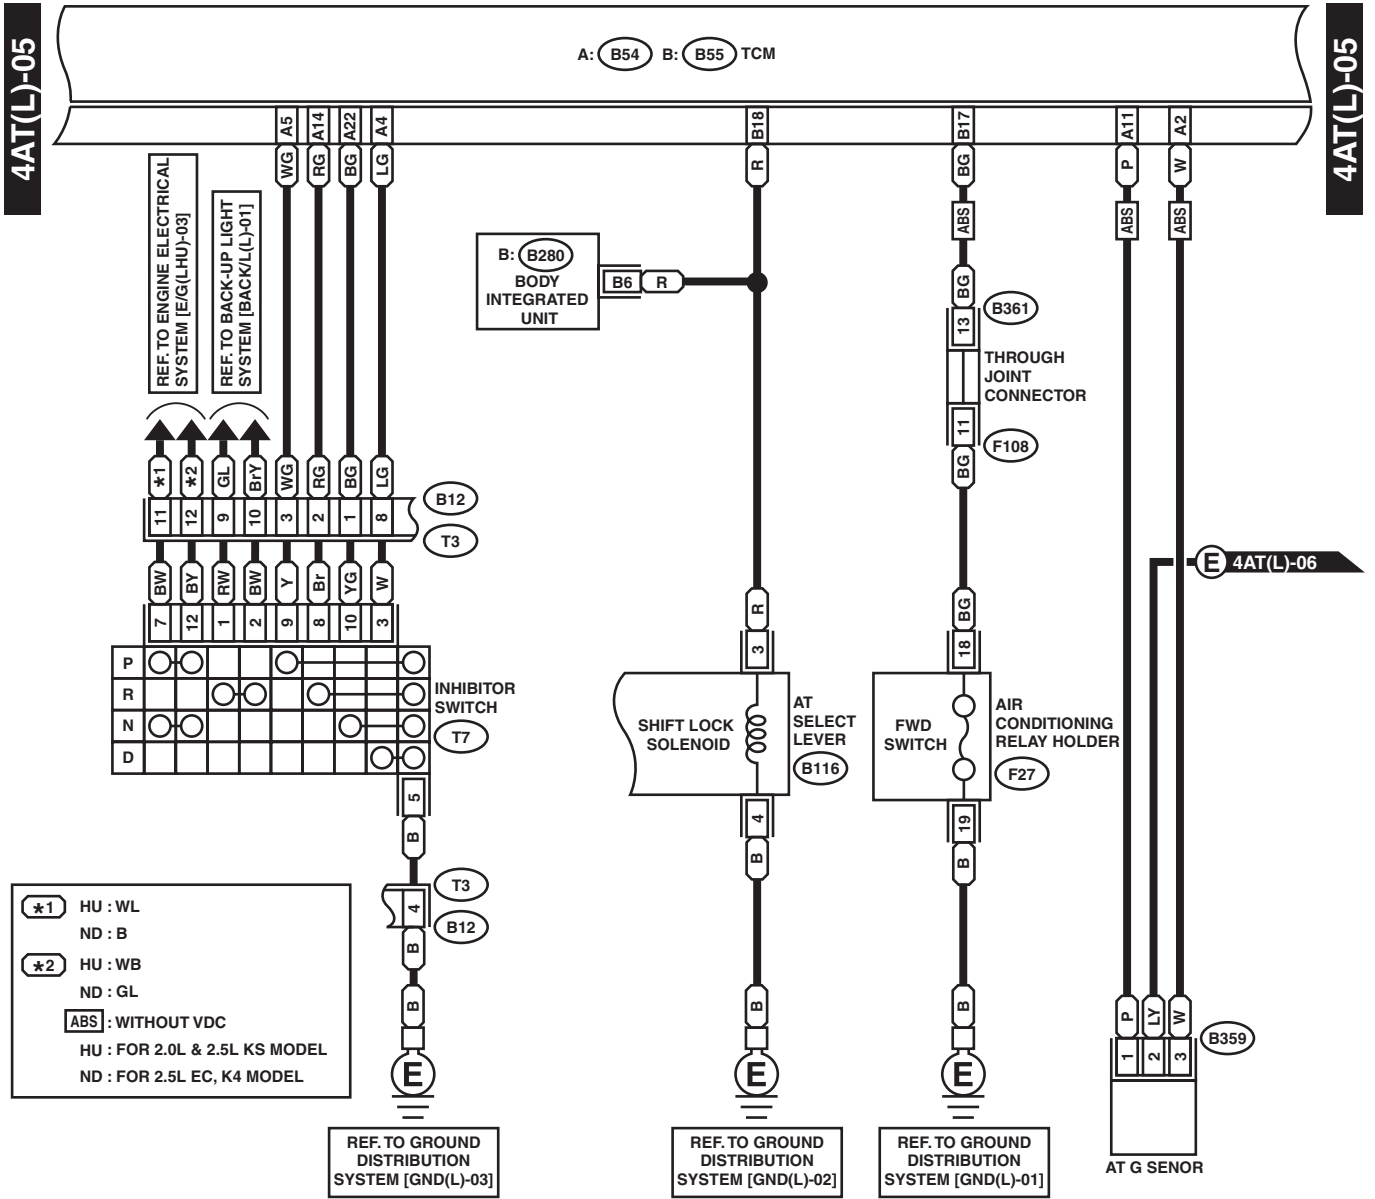 4AT(L)-05
A: B54 B: B55 TCM
4AT(L)-05
A5 A14 A22 A4 B18 B17 A11 A2
WG RG BG LG R BG P W
ABS ABS ABS
REF. TO ENGINE ELECTRICAL
SYSTEM [E/G(LHU)-03]
REF. TO BACK-UP LIGHT
SYSTEM [BACK/L(L)-01]
B: B280
BODY
INTEGRATED
UNIT
B6 R
BG
B361
13
THROUGH
JOINT
CONNECTOR
11
F108
BG
*1 *2 GL BrY WG RG BG LG
11 12 9 10 3 2 1 8
B12
T3
BW BY RW BW Y Br YG W
7 12 1 2 9 8 10 3
E 4AT(L)-06
R
3
BG
18
P
R
N
D
INHIBITOR
SWITCH
T7
SHIFT LOCK
SOLENOID
AT
SELECT
LEVER
B116
FWD
SWITCH
AIR
CONDITIONING
RELAY HOLDER
F27
5
B
4
B
19
B
T3
4
B12
B
B
B
B
*1 HU : WL
ND : B
*2 HU : WB
ND : GL
ABS : WITHOUT VDC
HU : FOR 2.0L & 2.5L KS MODEL
ND : FOR 2.5L EC, K4 MODEL
E
E
E
P LY W
1 2 3
B359
AT G SENOR
REF. TO GROUND
DISTRIBUTION
SYSTEM [GND(L)-03]
REF. TO GROUND
DISTRIBUTION
SYSTEM [GND(L)-02]
REF. TO GROUND
DISTRIBUTION
SYSTEM [GND(L)-01]